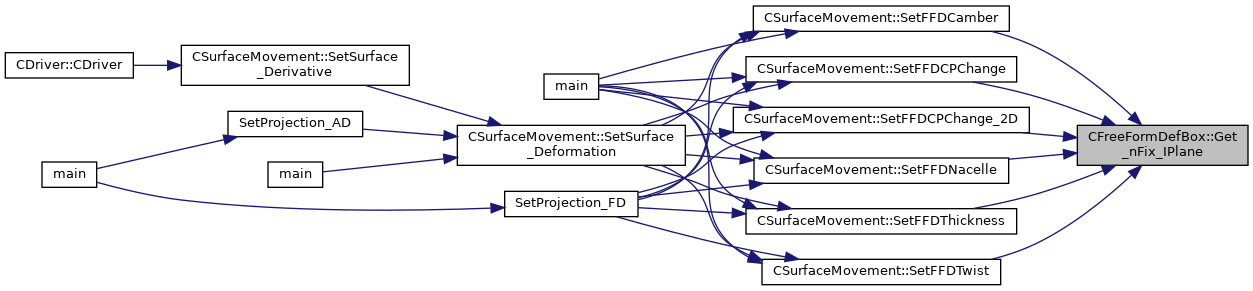 CSurfaceMovement::SetFFDCamber
CSurfaceMovement::SetSurface
_Derivative
CDriver::CDriver
CSurfaceMovement::SetFFDCPChange
main
SetProjection_AD
CSurfaceMovement::SetFFDCPChange_2D
CSurfaceMovement::SetSurface
_Deformation
CFreeFormDefBox::Get
_nFix_IPlane
main
main
CSurfaceMovement::SetFFDNacelle
SetProjection_FD
CSurfaceMovement::SetFFDThickness
CSurfaceMovement::SetFFDTwist